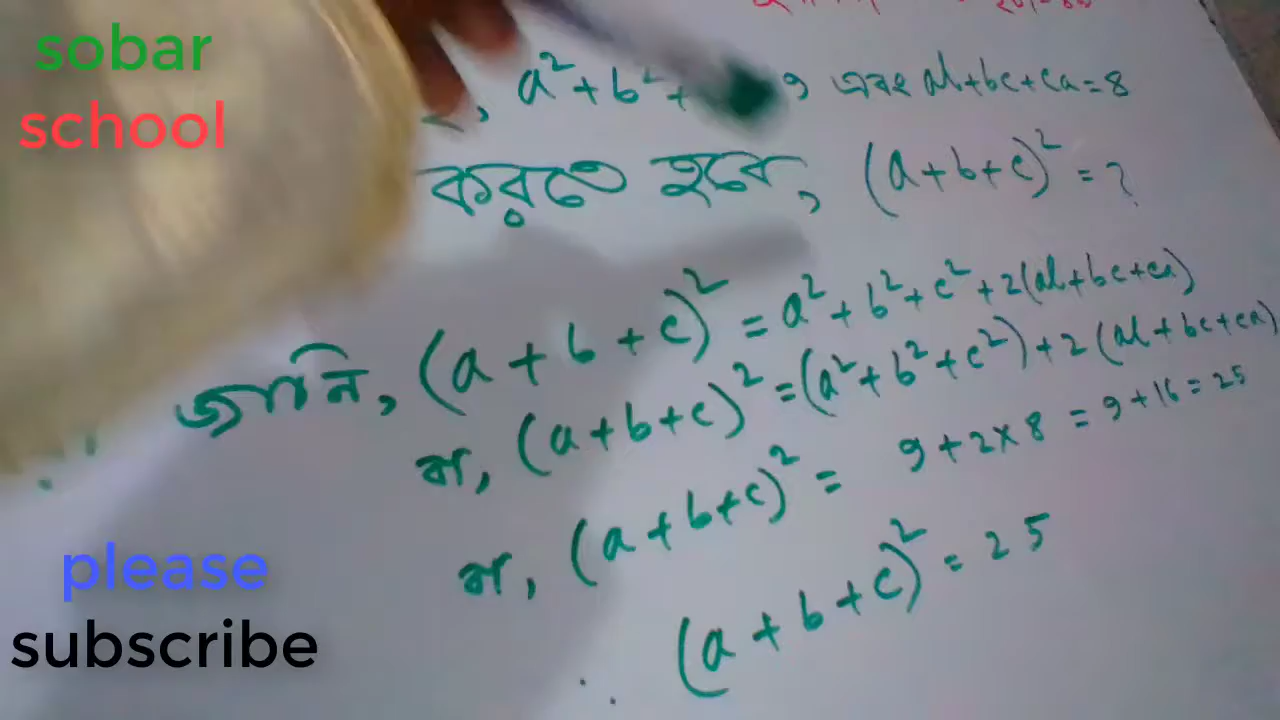 sobar
school
, a² + b² + 9 এবং ab+bc+ca=8
করতে হবে, (a+b+c)² = ?
জানি, (a+b+c)² = a²+b²+c²+2(ab+bc+ca)
বা, (a+b+c)² = (a²+b²+c²)+2(ab+bc+ca)
বা, (a+b+c)² = 9+2×8 = 9+16=25
(a+b+c)² = 25
please
subscribe